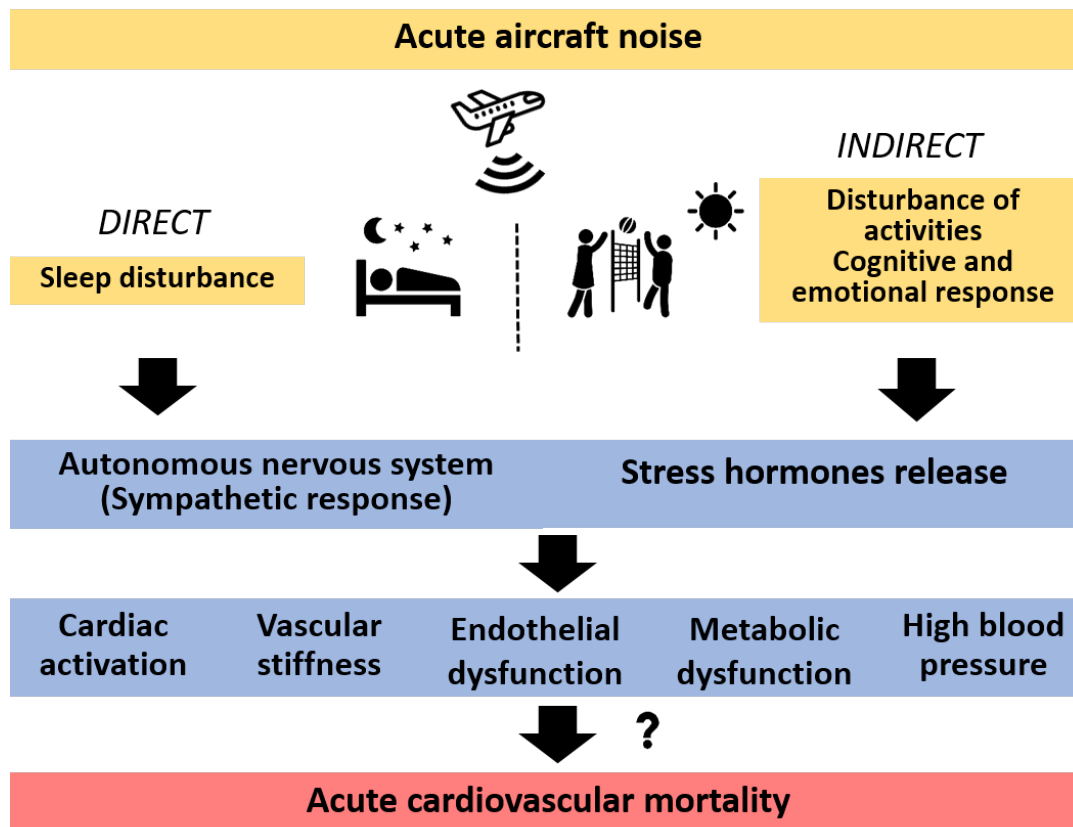 Acute aircraft noise
INDIRECT
DIRECT
Disturbance of
activities
Cognitive and
emotional response
Sleep disturbance
Autonomous nervous system
(Sympathetic response)
Stress hormones release
Cardiac
activation
Vascular
stiffness
Endothelial
dysfunction
Metabolic
dysfunction
High blood
pressure
?
Acute cardiovascular mortality